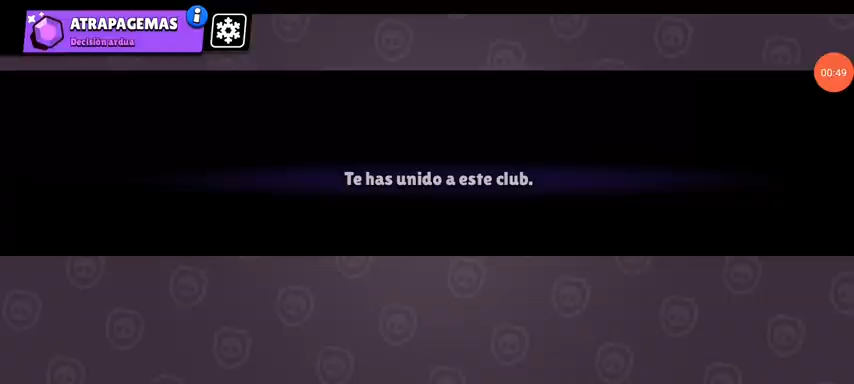 ATRAPAGEMAS
Decisión ardua
i
00:49
Te has unido a este club.